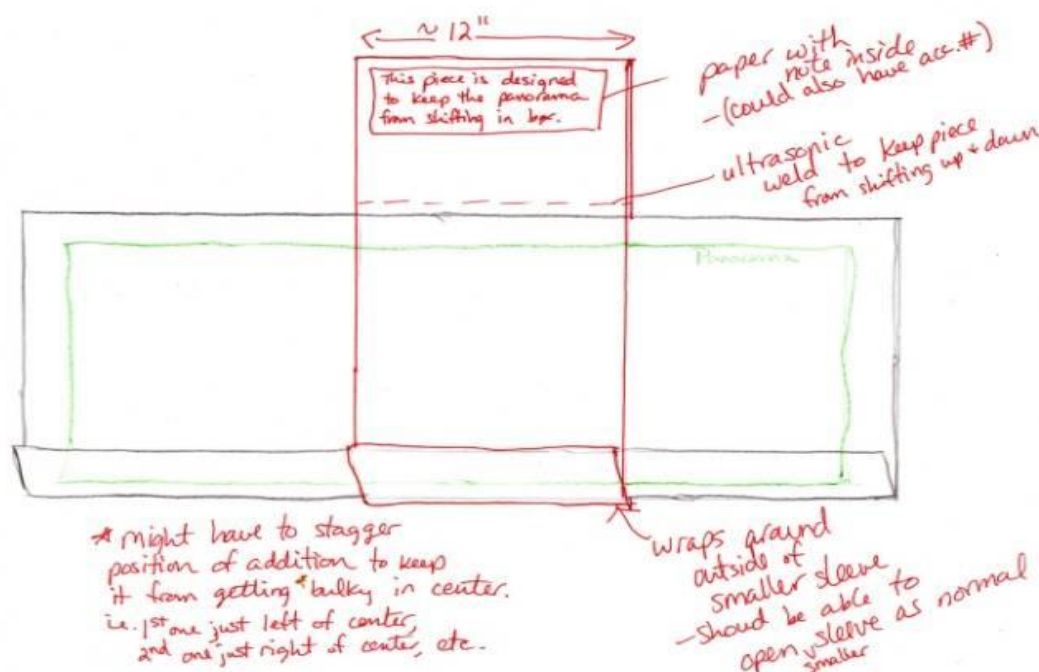 ~ 12"
This piece is designed
to keep the panorama
from shifting in box.
paper with
note inside
- (could also have acc. #)
ultrasonic
weld to keep piece
from shifting up + down
Panorama
* might have to stagger
position of addition to keep
it from getting bulky in center.
i.e. 1st one just left of center,
2nd one just right of center, etc.
wraps around
outside of
smaller sleeve
- shoud be able to
open smaller sleeve as normal